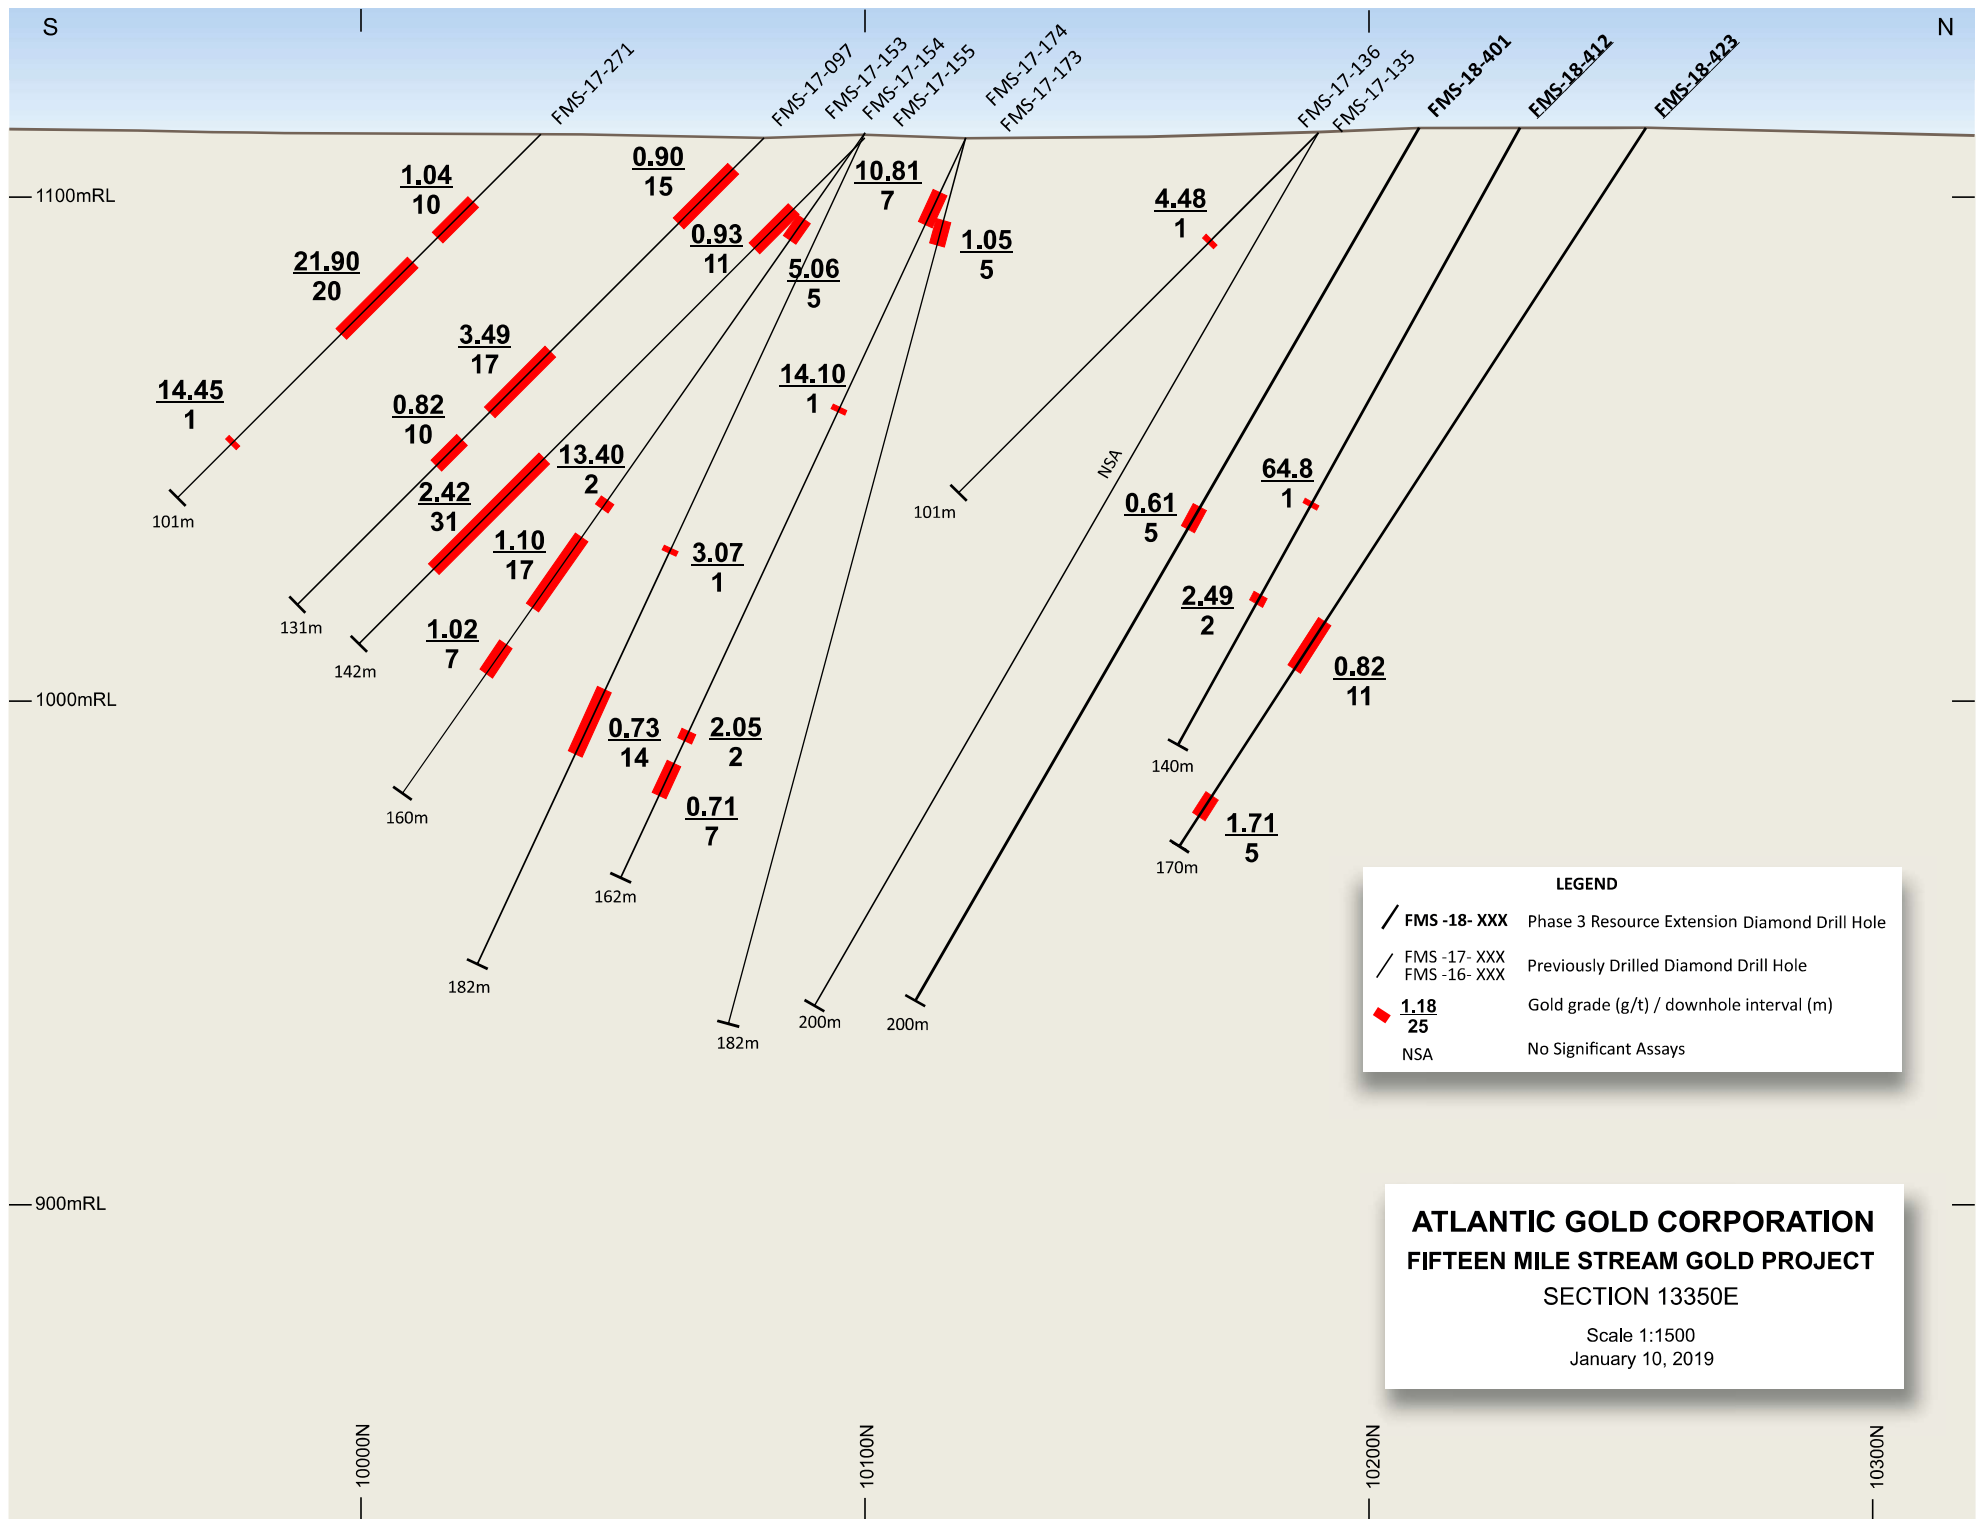 S
N
FMS-17-271
FMS-17-097
FMS-17-153
FMS-17-154
FMS-17-155
FMS-17-174
FMS-17-173
FMS-17-136
FMS-17-135
FMS-18-401
FMS-18-412
FMS-18-423
1100mRL
1.04
10
21.90
20
14.45
1
101m
0.90
15
3.49
17
0.82
10
131m
0.93
11
2.42
31
142m
5.06
5
13.40
2
1.10
17
1.02
7
160m
3.07
1
0.73
14
182m
10.81
7
14.10
1
2.05
2
0.71
7
162m
1.05
5
182m
4.48
1
101m
NSA
200m
0.61
5
200m
64.8
1
2.49
2
140m
0.82
11
1.71
5
170m
1000mRL
900mRL
LEGEND
FMS -18- XXX Phase 3 Resource Extension Diamond Drill Hole
FMS -17- XXX
FMS -16- XXX
Previously Drilled Diamond Drill Hole
1.18
25
Gold grade (g/t) / downhole interval (m)
NSA No Significant Assays
ATLANTIC GOLD CORPORATION
FIFTEEN MILE STREAM GOLD PROJECT
SECTION 13350E
Scale 1:1500
January 10, 2019
10000N
10100N
10200N
10300N